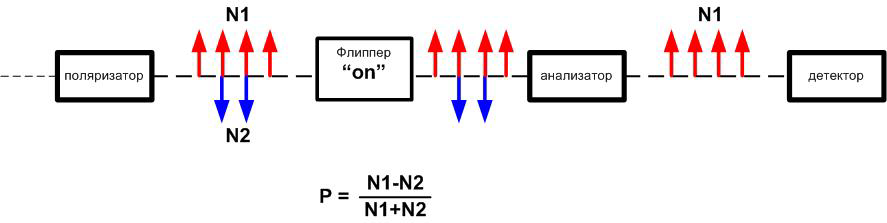 N1
N1
поляризатор
Флиппер
“on”
анализатор
детектор
N2
P = N1-N2
N1+N2